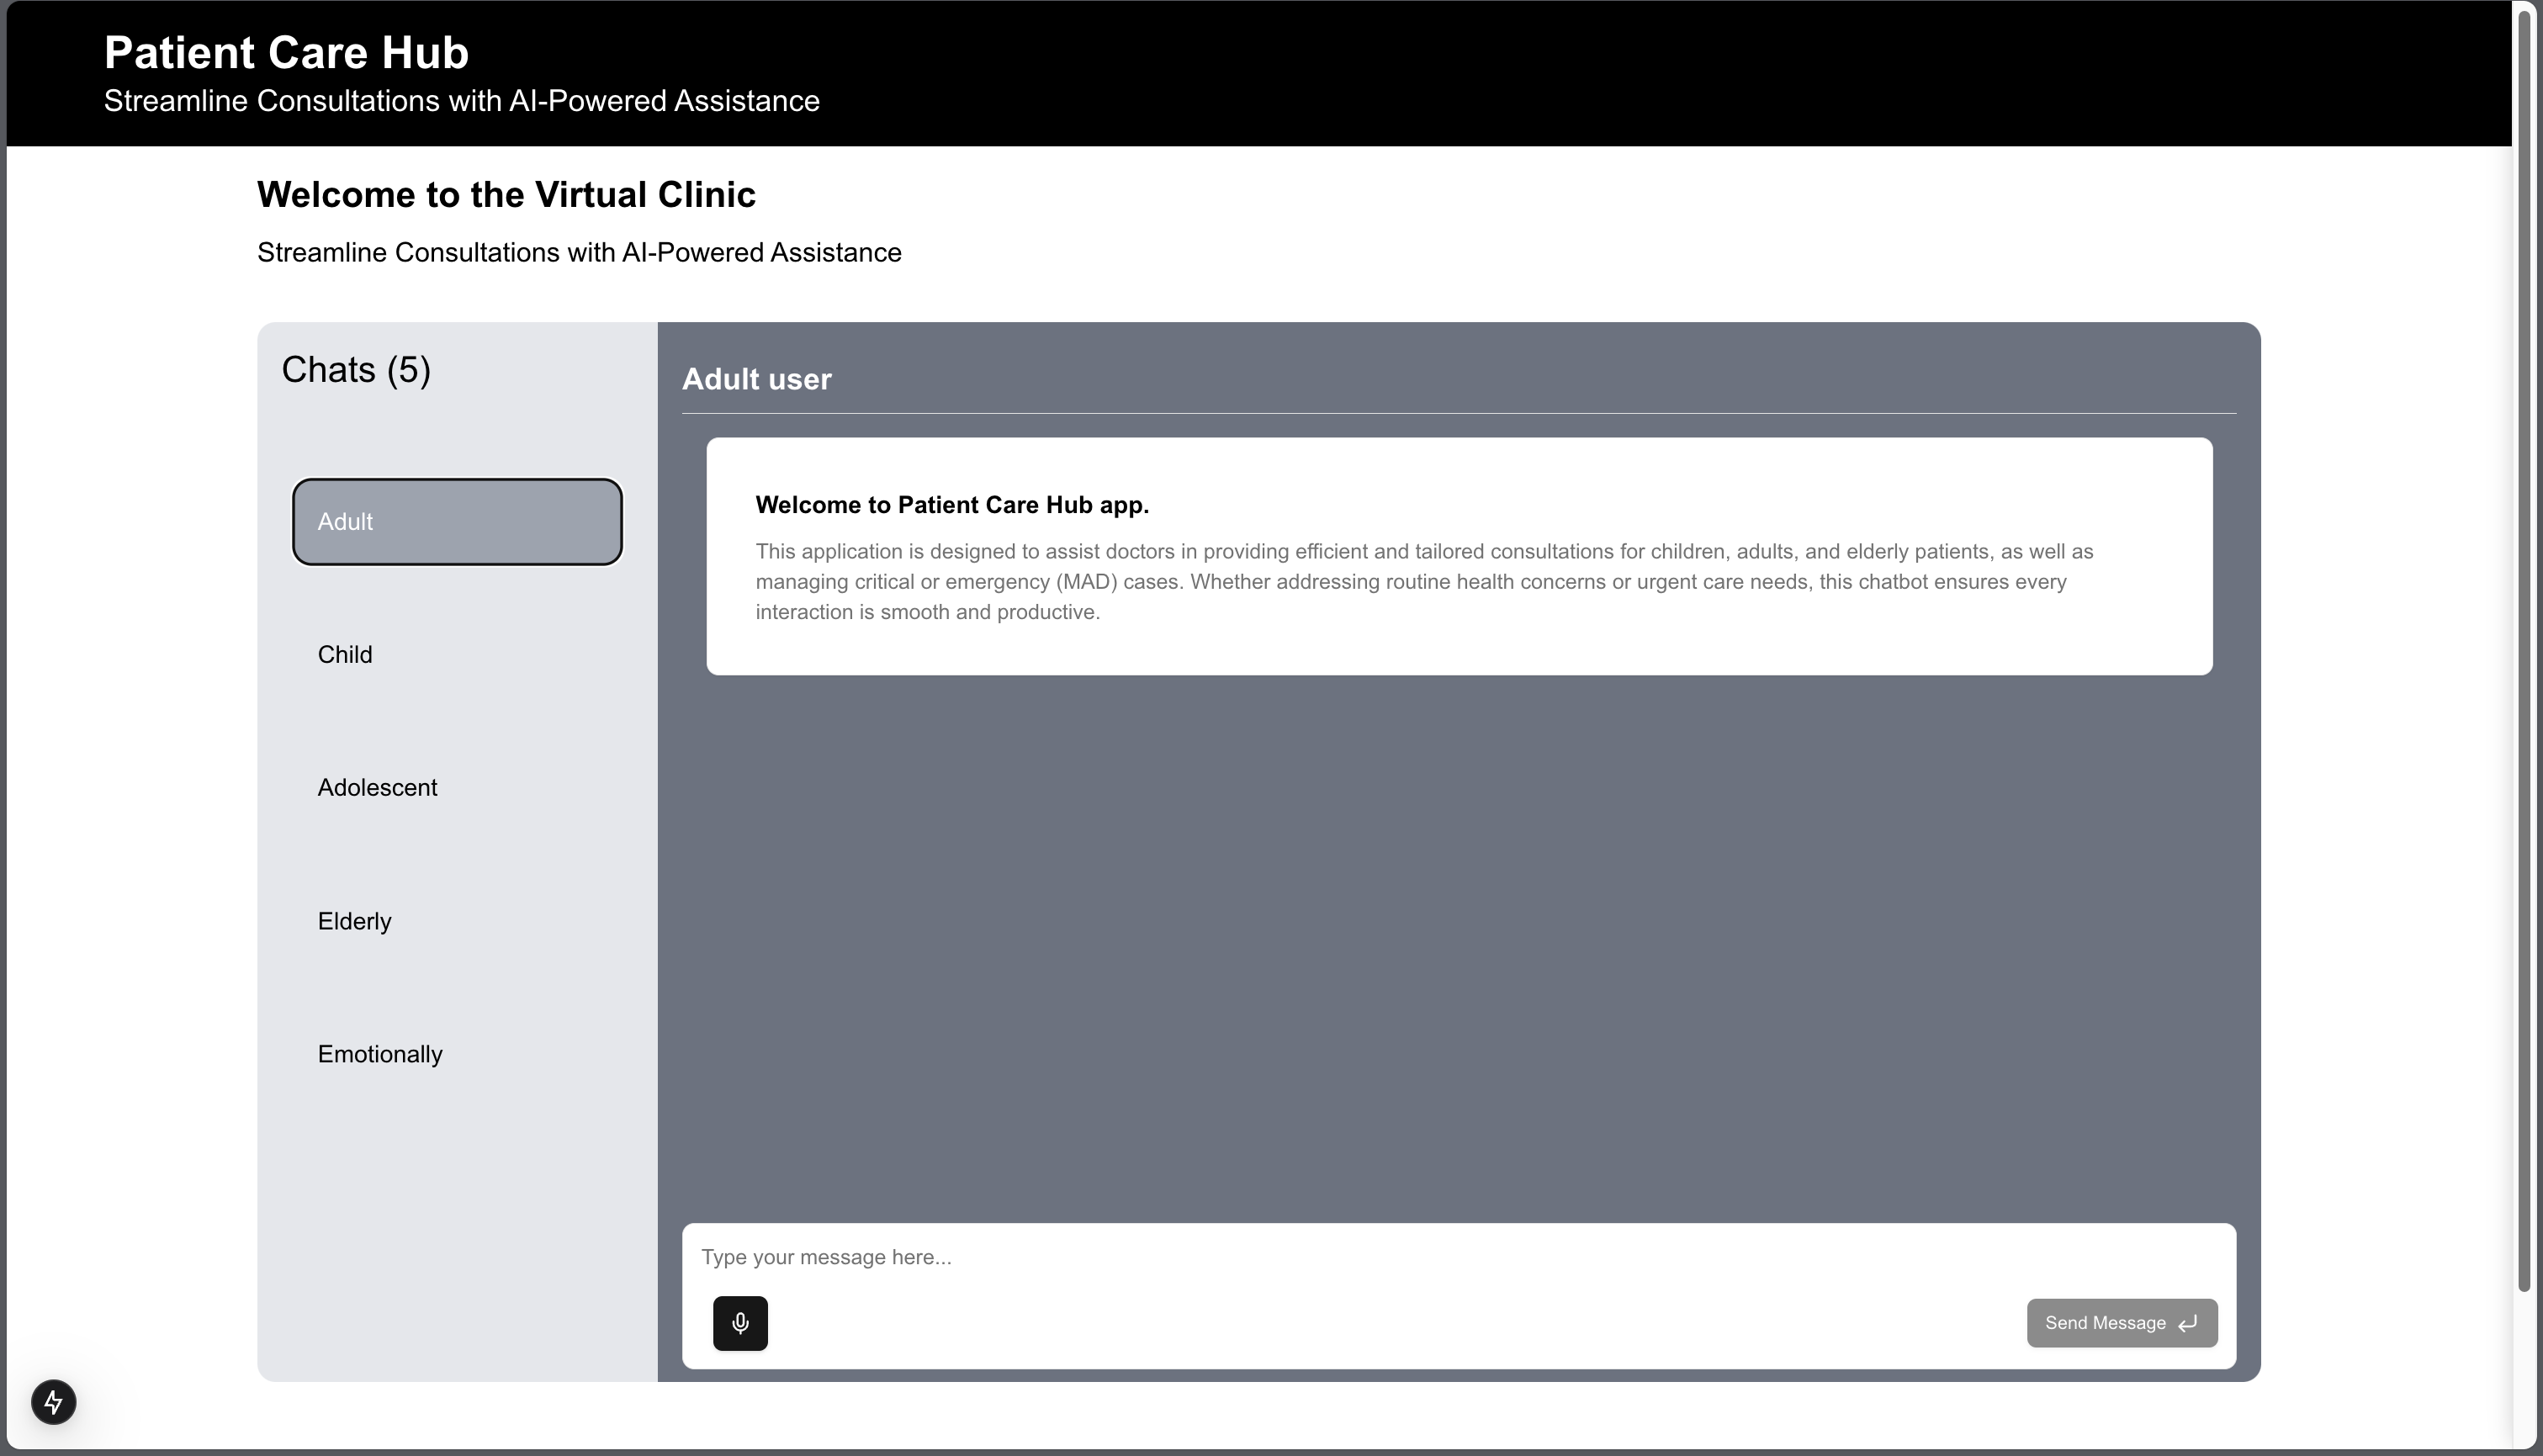 Patient Care Hub
Streamline Consultations with AI-Powered Assistance
Welcome to the Virtual Clinic
Streamline Consultations with AI-Powered Assistance
Chats (5)
Adult
Child
Adolescent
Elderly
Emotionally
Adult user
Welcome to Patient Care Hub app.
This application is designed to assist doctors in providing efficient and tailored consultations for children, adults, and elderly patients, as well as
managing critical or emergency (MAD) cases. Whether addressing routine health concerns or urgent care needs, this chatbot ensures every
interaction is smooth and productive.
Type your message here...
Send Message